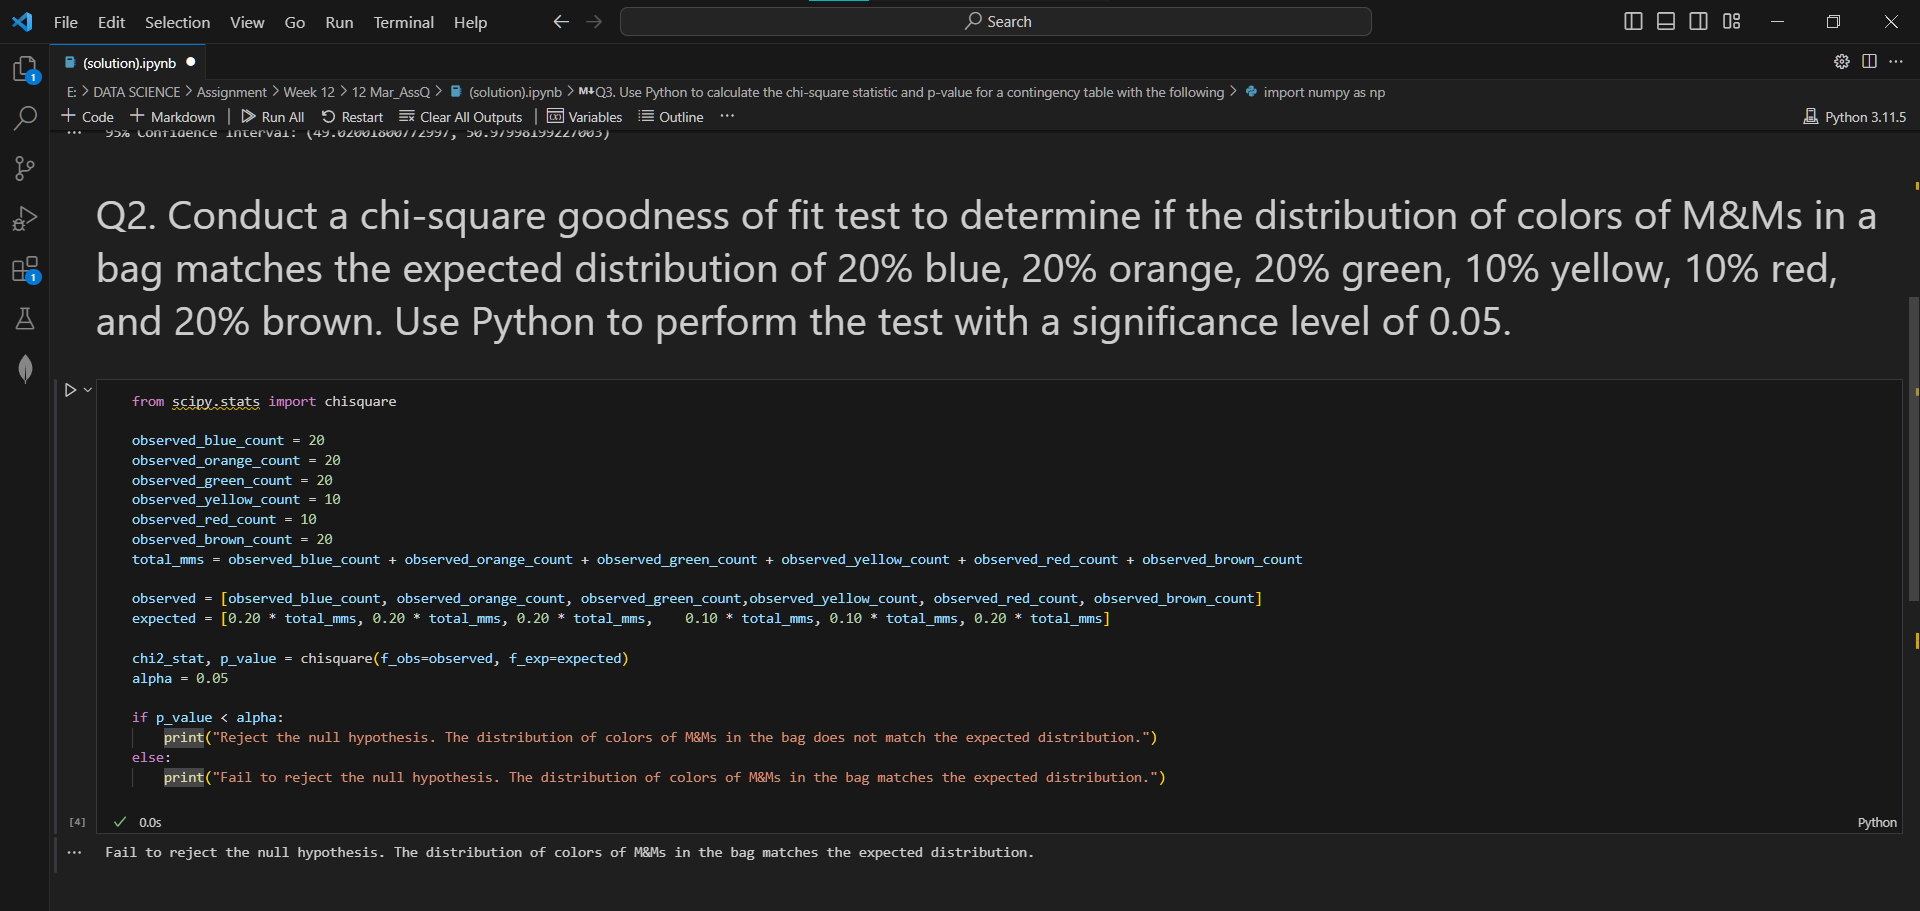 File Edit Selection View Go Run Terminal Help Search
(solution).ipynb
E: > DATA SCIENCE > Assignment > Week 12 > 12 Mar_AssQ > (solution).ipynb > M↓Q3. Use Python to calculate the chi-square statistic and p-value for a contingency table with the following > import numpy as np
+ Code + Markdown | Run All Restart Clear All Outputs | Variables Outline ... Python 3.11.5
... 95% Confidence Interval: (49.02001800772997, 50.97998199227003)
Q2. Conduct a chi-square goodness of fit test to determine if the distribution of colors of M&Ms in a
bag matches the expected distribution of 20% blue, 20% orange, 20% green, 10% yellow, 10% red,
and 20% brown. Use Python to perform the test with a significance level of 0.05.
from scipy.stats import chisquare
observed_blue_count = 20
observed_orange_count = 20
observed_green_count = 20
observed_yellow_count = 10
observed_red_count = 10
observed_brown_count = 20
total_mms = observed_blue_count + observed_orange_count + observed_green_count + observed_yellow_count + observed_red_count + observed_brown_count
observed = [observed_blue_count, observed_orange_count, observed_green_count,observed_yellow_count, observed_red_count, observed_brown_count]
expected = [0.20 * total_mms, 0.20 * total_mms, 0.20 * total_mms,    0.10 * total_mms, 0.10 * total_mms, 0.20 * total_mms]
chi2_stat, p_value = chisquare(f_obs=observed, f_exp=expected)
alpha = 0.05
if p_value < alpha:
    print("Reject the null hypothesis. The distribution of colors of M&Ms in the bag does not match the expected distribution.")
else:
    print("Fail to reject the null hypothesis. The distribution of colors of M&Ms in the bag matches the expected distribution.")
[4] ✓ 0.0s Python
... Fail to reject the null hypothesis. The distribution of colors of M&Ms in the bag matches the expected distribution.
1
1